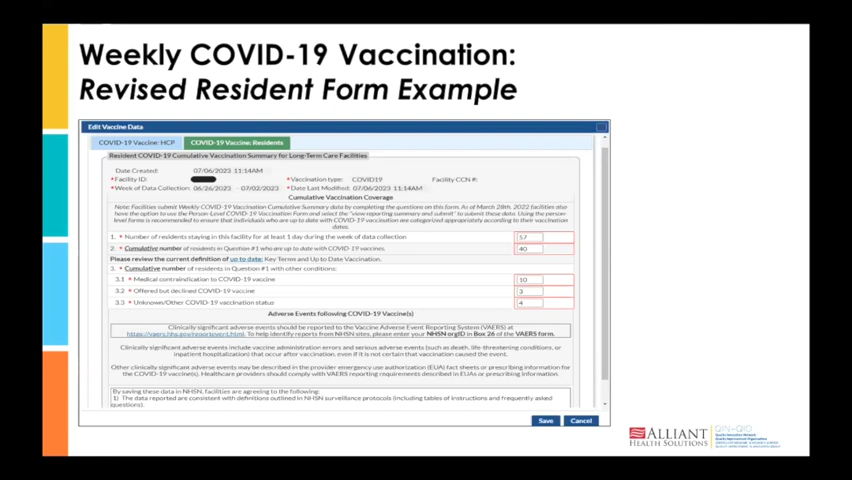 Weekly COVID-19 Vaccination:
Revised Resident Form Example
Edit Vaccine Data
COVID-19 Vaccine: HCP
COVID-19 Vaccine: Residents
Resident COVID-19 Cumulative Vaccination Summary for Long-Term Care Facilities
Date Created: 07/06/2023 11:14AM
*Facility ID: *Vaccination type: COVID19 Facility CCN #:
*Week of Data Collection: 06/26/2023 - 07/02/2023 *Date Last Modified: 07/06/2023 11:14AM
Cumulative Vaccination Coverage
Note: Facilities submit Weekly COVID-19 Vaccination Cumulative Summary data by completing the questions on this form. As of March 28th, 2022 facilities also
have the option to use the Person-Level COVID-19 Vaccination Form and select the "view reporting summary and submit" to submit these data. Using the person-
level forms is recommended to ensure that individuals who are up to date with COVID-19 vaccination are categorized appropriately according to their vaccination
dates.
1. * Number of residents staying in this facility for at least 1 day during the week of data collection 57
2. * Cumulative number of residents in Question #1 who are up to date with COVID-19 vaccines. 40
Please review the current definition of up to date: Key Terms and Up to Date Vaccination.
3. * Cumulative number of residents in Question #1 with other conditions:
3.1 * Medical contraindication to COVID-19 vaccine 10
3.2 * Offered but declined COVID-19 vaccine 3
3.3 * Unknown/Other COVID-19 vaccination status 4
Adverse Events following COVID-19 Vaccine(s)
Clinically significant adverse events should be reported to the Vaccine Adverse Event Reporting System (VAERS) at
https://vaers.hhs.gov/reportevent.html. To help identify reports from NHSN sites, please enter your NHSN orgID in Box 26 of the VAERS form.
Clinically significant adverse events include vaccine administration errors and serious adverse events (such as death, life-threatening conditions, or
inpatient hospitalization) that occur after vaccination, even if it is not certain that vaccination caused the event.
Other clinically significant adverse events may be described in the provider emergency use authorization (EUA) fact sheets or prescribing information for
the COVID-19 vaccine(s). Healthcare providers should comply with VAERS reporting requirements described in EUAs or prescribing information.
By saving these data in NHSN, facilities are agreeing to the following:
1) The data reported are consistent with definitions outlined in NHSN surveillance protocols (including tables of instructions and frequently asked
questions).
Save Cancel
ALLIANT
HEALTH SOLUTIONS
QIN-QIO
Quality Innovation Network -
Quality Improvement Organizations